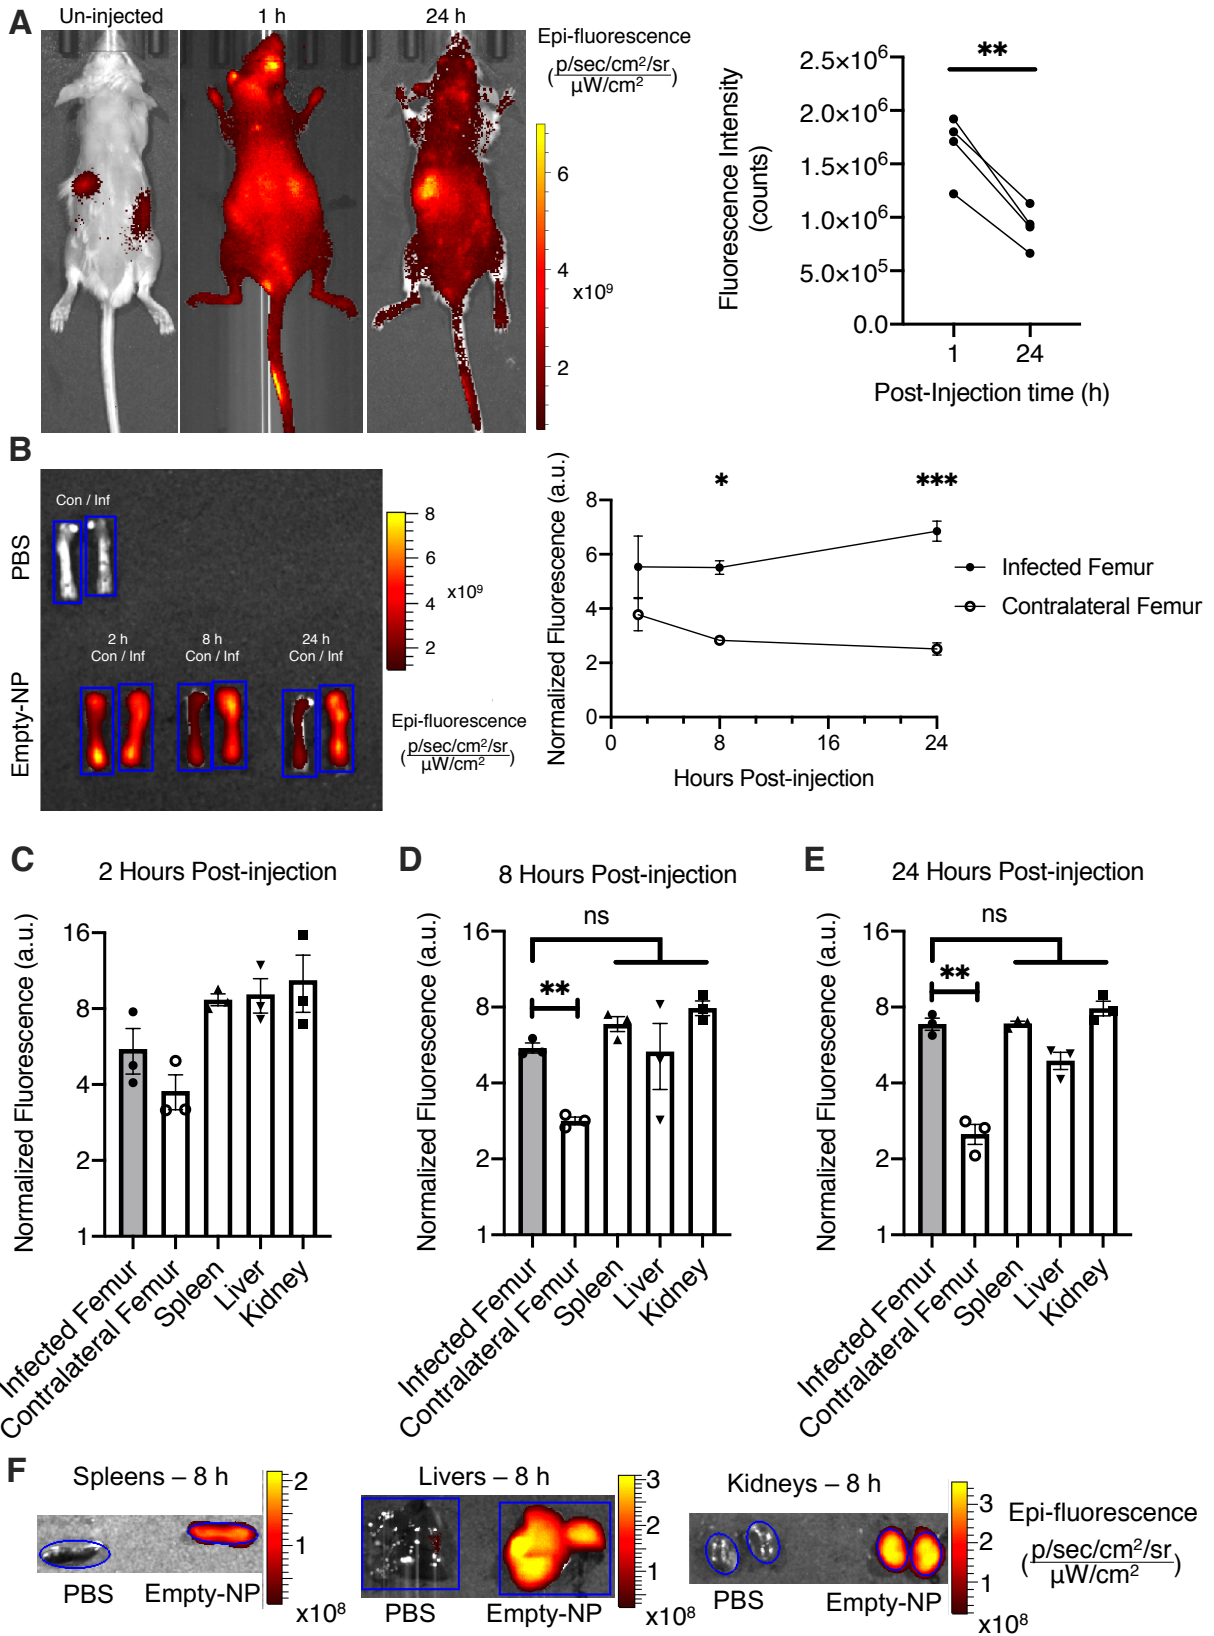 A
Un-injected
1 h
24 h
Epi-fluorescence
(p/sec/cm²/sr
µW/cm²)
6
4
x10⁹
2
Fluorescence Intensity
(counts)
2.5×10⁶
2.0×10⁶
1.5×10⁶
1.0×10⁶
5.0×10⁵
0.0
**
1
24
Post-Injection time (h)
B
PBS
Empty-NP
Con / Inf
2 h
Con / Inf
8 h
Con / Inf
24 h
Con / Inf
8
6
4
2
x10⁹
Epi-fluorescence
(p/sec/cm²/sr
µW/cm²)
Normalized Fluorescence (a.u.)
8
6
4
2
0
*
***
0
8
16
24
Hours Post-injection
Infected Femur
Contralateral Femur
C
2 Hours Post-injection
Normalized Fluorescence (a.u.)
16
8
4
2
1
Infected Femur
Contralateral Femur
Spleen
Liver
Kidney
D
8 Hours Post-injection
Normalized Fluorescence (a.u.)
16
8
4
2
1
ns
**
Infected Femur
Contralateral Femur
Spleen
Liver
Kidney
E
24 Hours Post-injection
Normalized Fluorescence (a.u.)
16
8
4
2
1
ns
**
Infected Femur
Contralateral Femur
Spleen
Liver
Kidney
F
Spleens – 8 h
PBS
Empty-NP
2
1
x10⁸
Livers – 8 h
PBS
Empty-NP
3
2
1
x10⁸
Kidneys – 8 h
PBS
Empty-NP
3
2
1
x10⁸
Epi-fluorescence
(p/sec/cm²/sr
µW/cm²)